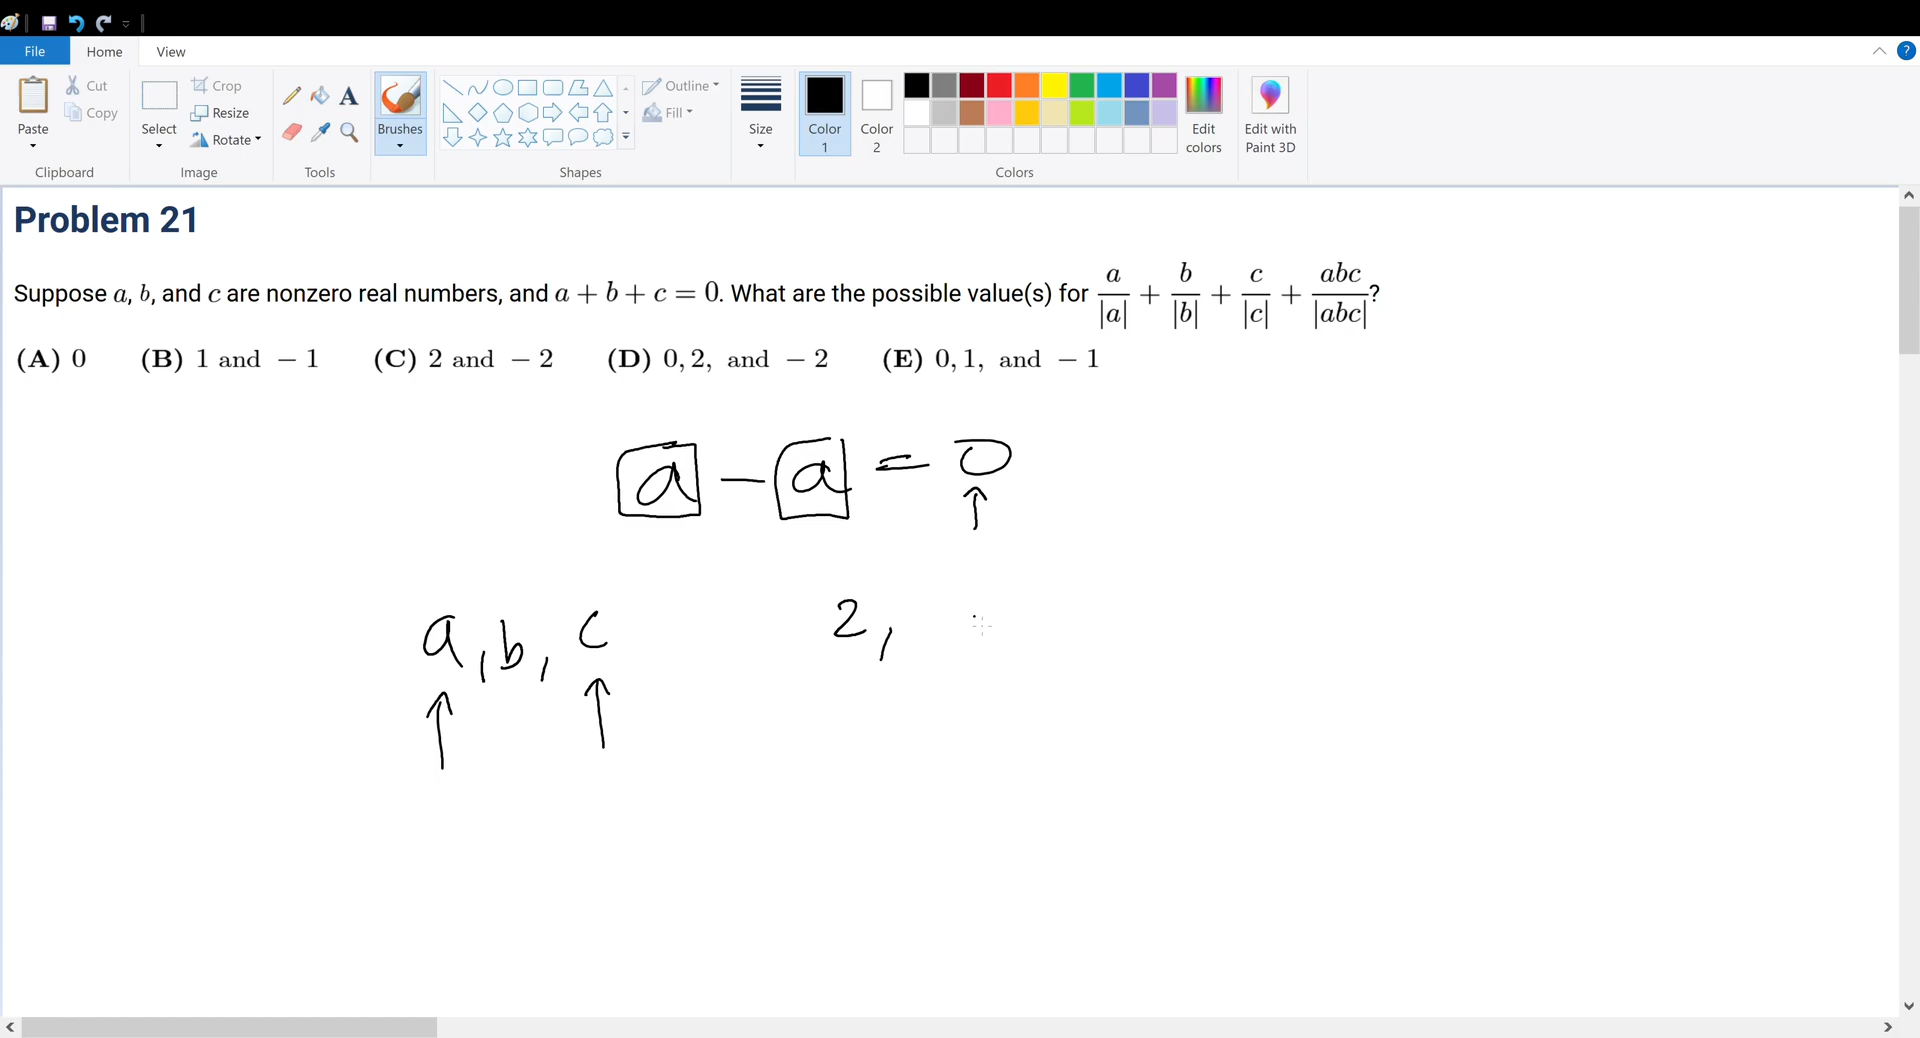 File Home View
Paste Cut Copy Clipboard
Select Crop Resize Rotate Image
Tools
Brushes
Outline Fill Shapes
Size
Color 1 Color 2 Edit colors Colors
Edit with Paint 3D
Problem 21
Suppose a, b, and c are nonzero real numbers, and a + b + c = 0. What are the possible value(s) for a/|a| + b/|b| + c/|c| + abc/|abc|?
(A) 0 (B) 1 and − 1 (C) 2 and − 2 (D) 0, 2, and − 2 (E) 0, 1, and − 1
a − a = 0
a, b, c 2,